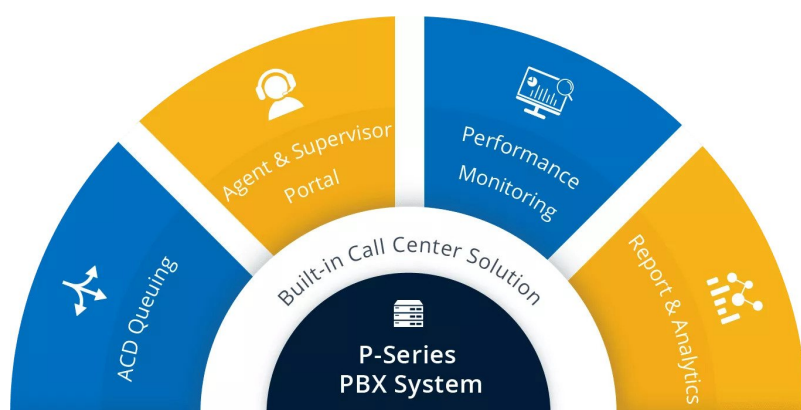 ACD Queuing
Agent & Supervisor
Portal
Performance
Monitoring
Report & Analytics
Built-in Call Center Solution
P-Series
PBX System